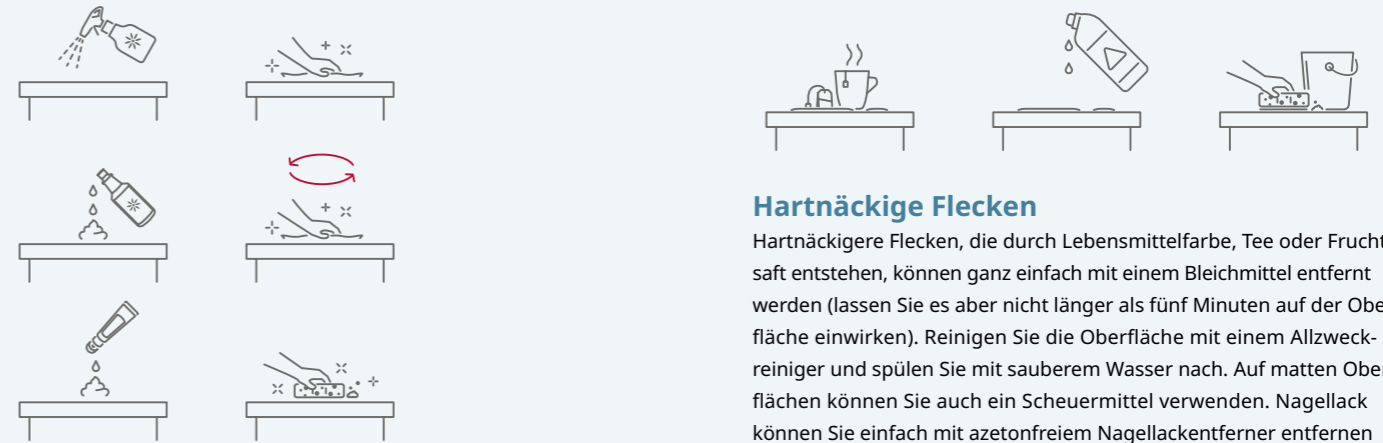 Hartnäckige Flecken
Hartnäckigere Flecken, die durch Lebensmittelfarbe, Tee oder Frucht
saft entstehen, können ganz einfach mit einem Bleichmittel entfernt
werden (lassen Sie es aber nicht länger als fünf Minuten auf der Obe
fläche einwirken). Reinigen Sie die Oberfläche mit einem Allzweck-
reiniger und spülen Sie mit sauberem Wasser nach. Auf matten Ober
flächen können Sie auch ein Scheuermittel verwenden. Nagellack
können Sie einfach mit azetonfreiem Nagellackentferner entfernen